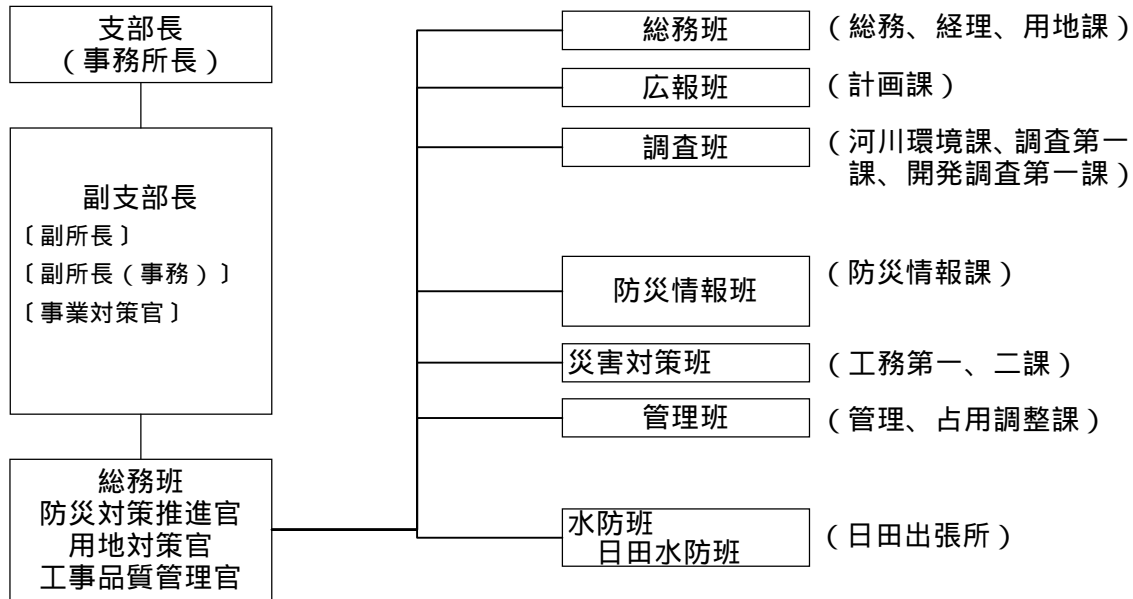 支部長
（事務所長）
副支部長
〔副所長〕
〔副所長（事務）〕
〔事業対策官〕
総務班
防災対策推進官
用地対策官
工事品質管理官
総務班
（総務、経理、用地課）
広報班
（計画課）
調査班
（河川環境課、調査第一
課、開発調査第一課）
防災情報班
（防災情報課）
災害対策班
（工務第一、二課）
管理班
（管理、占用調整課）
水防班
日田水防班
（日田出張所）